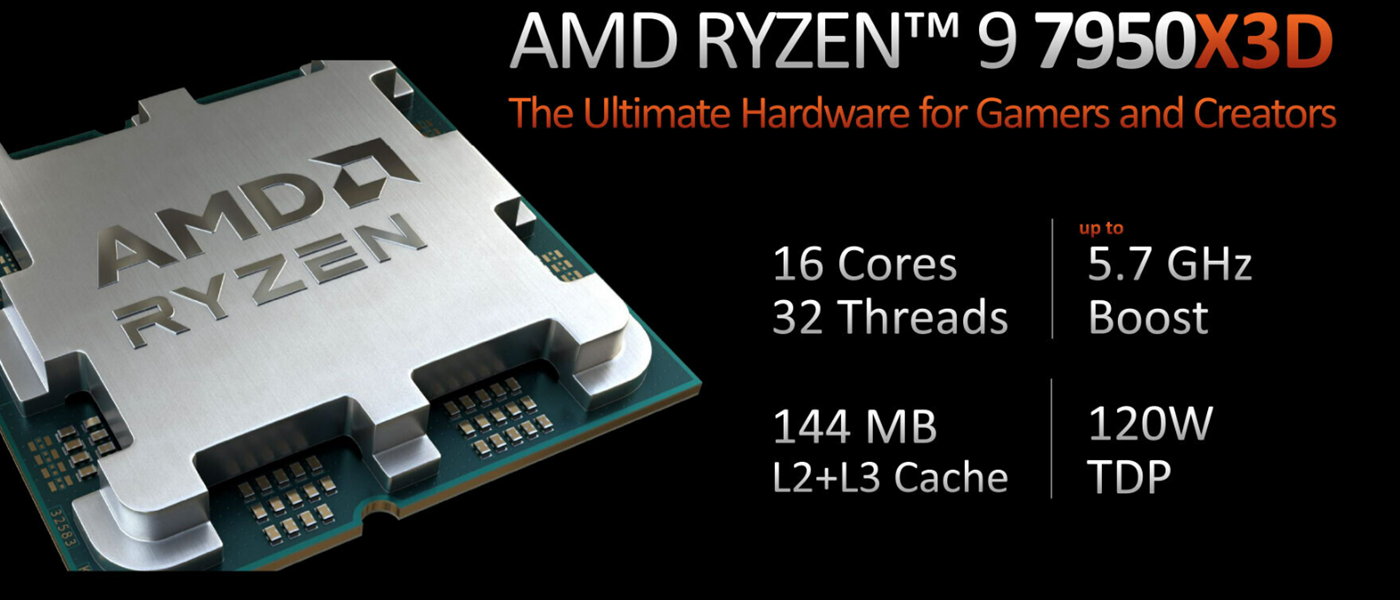 AMD RYZEN™ 9 7950X3D
The Ultimate Hardware for Gamers and Creators
AMD
RYZEN
16 Cores
32 Threads
up to
5.7 GHz
Boost
144 MB
L2+L3 Cache
120W
TDP
32583